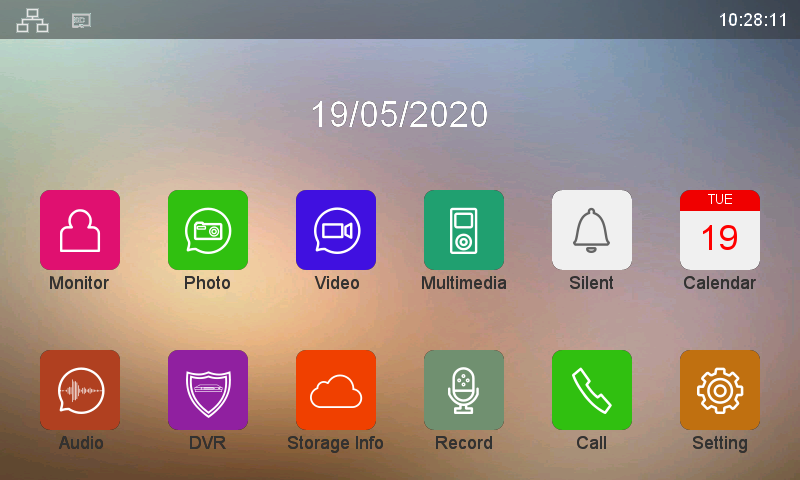 10:28:11
19/05/2020
TUE
19
Monitor
Photo
Video
Multimedia
Silent
Calendar
Audio
DVR
Storage Info
Record
Call
Setting